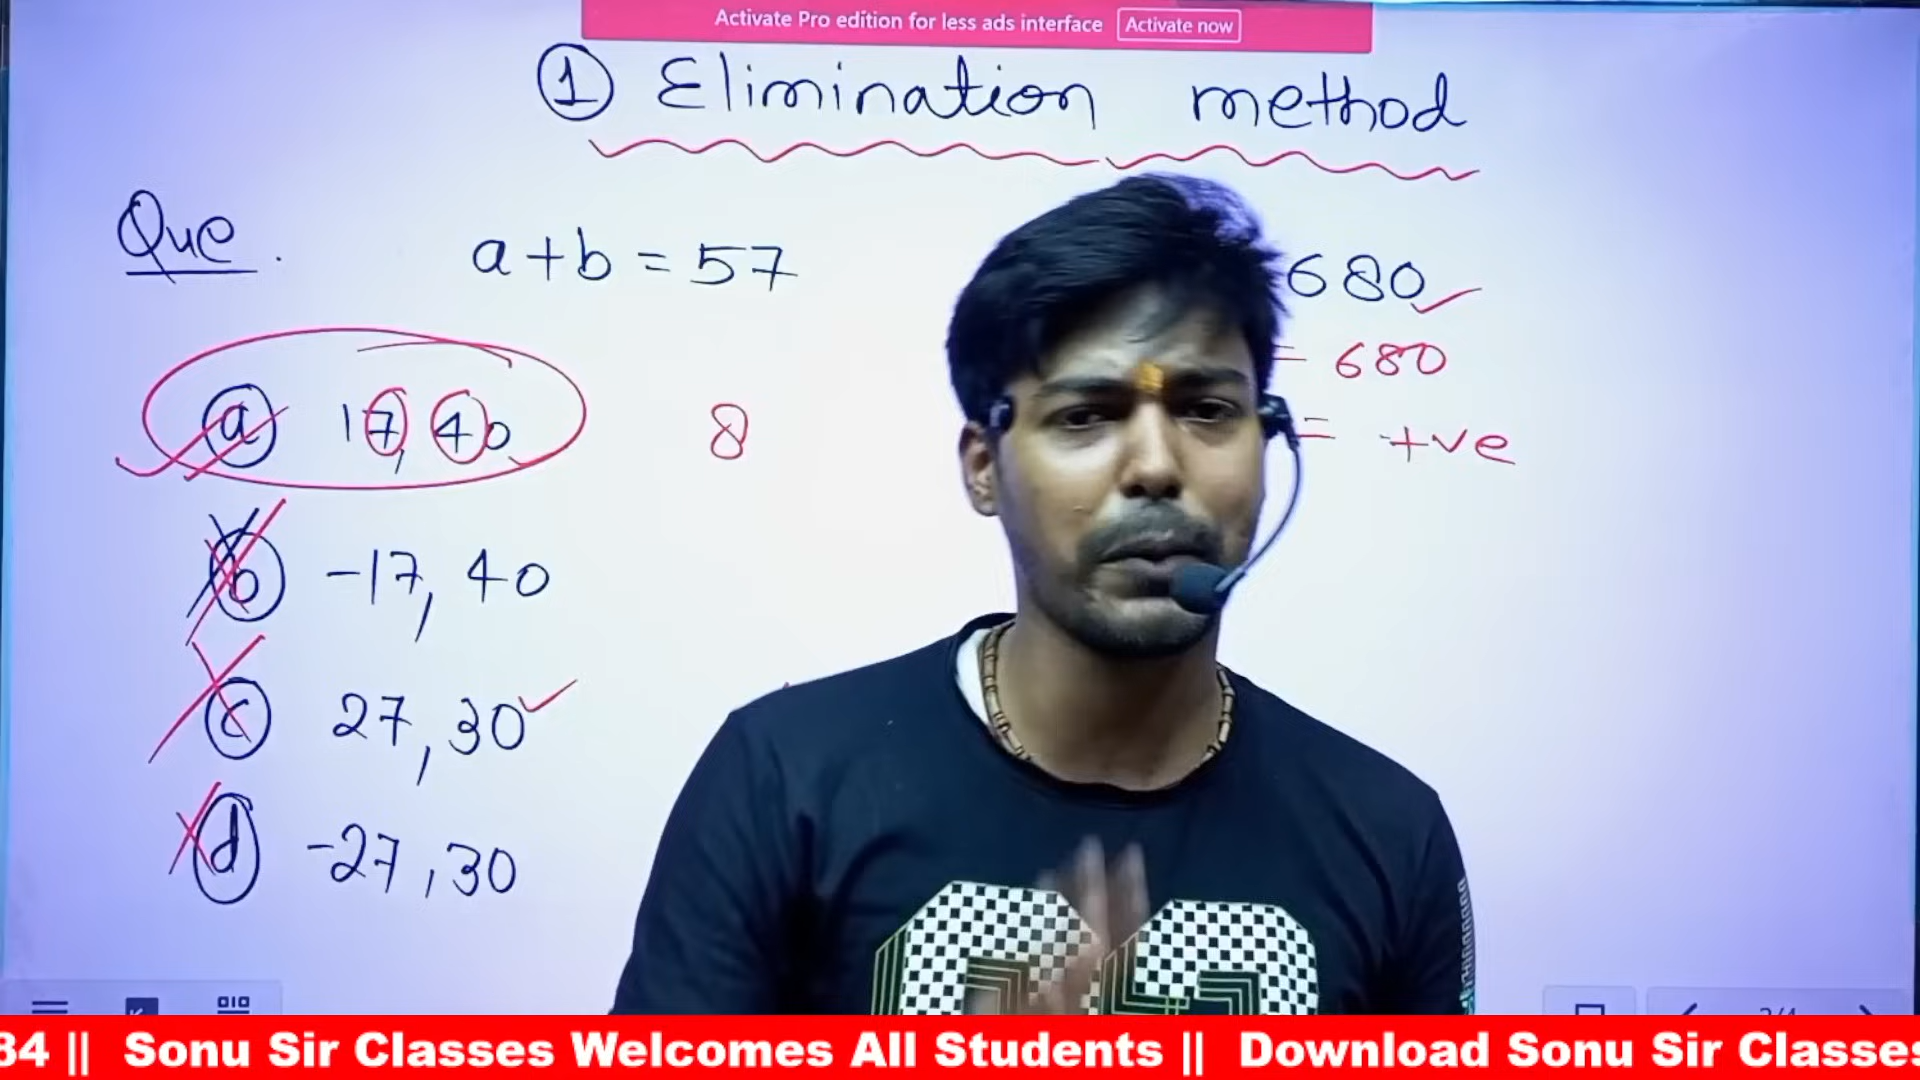 Activate Pro edition for less ads interface Activate now
① Elimination method
Que. a+b=57 680
= 680
ⓐ 17, 40 8 = +ve
ⓑ -17, 40
ⓒ 27, 30
ⓓ -27, 30
84 || Sonu Sir Classes Welcomes All Students || Download Sonu Sir Classes